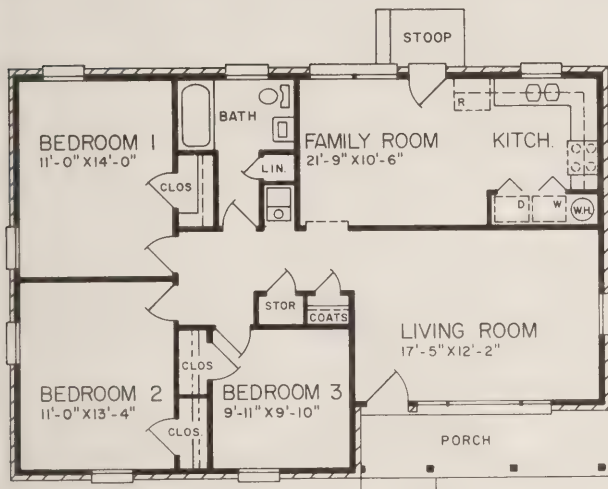 STOOP
BEDROOM 1
11'-0"X14'-0"
BATH
FAMILY ROOM
21'-9"X10'-6"
R
KITCH.
CLOS
LIN.
D
W
W.H.
STOR
COATS
LIVING ROOM
17'-5"X12'-2"
BEDROOM 2
11'-0"X13'-4"
CLOS
CLOS.
BEDROOM 3
9'-11"X9'-10"
PORCH